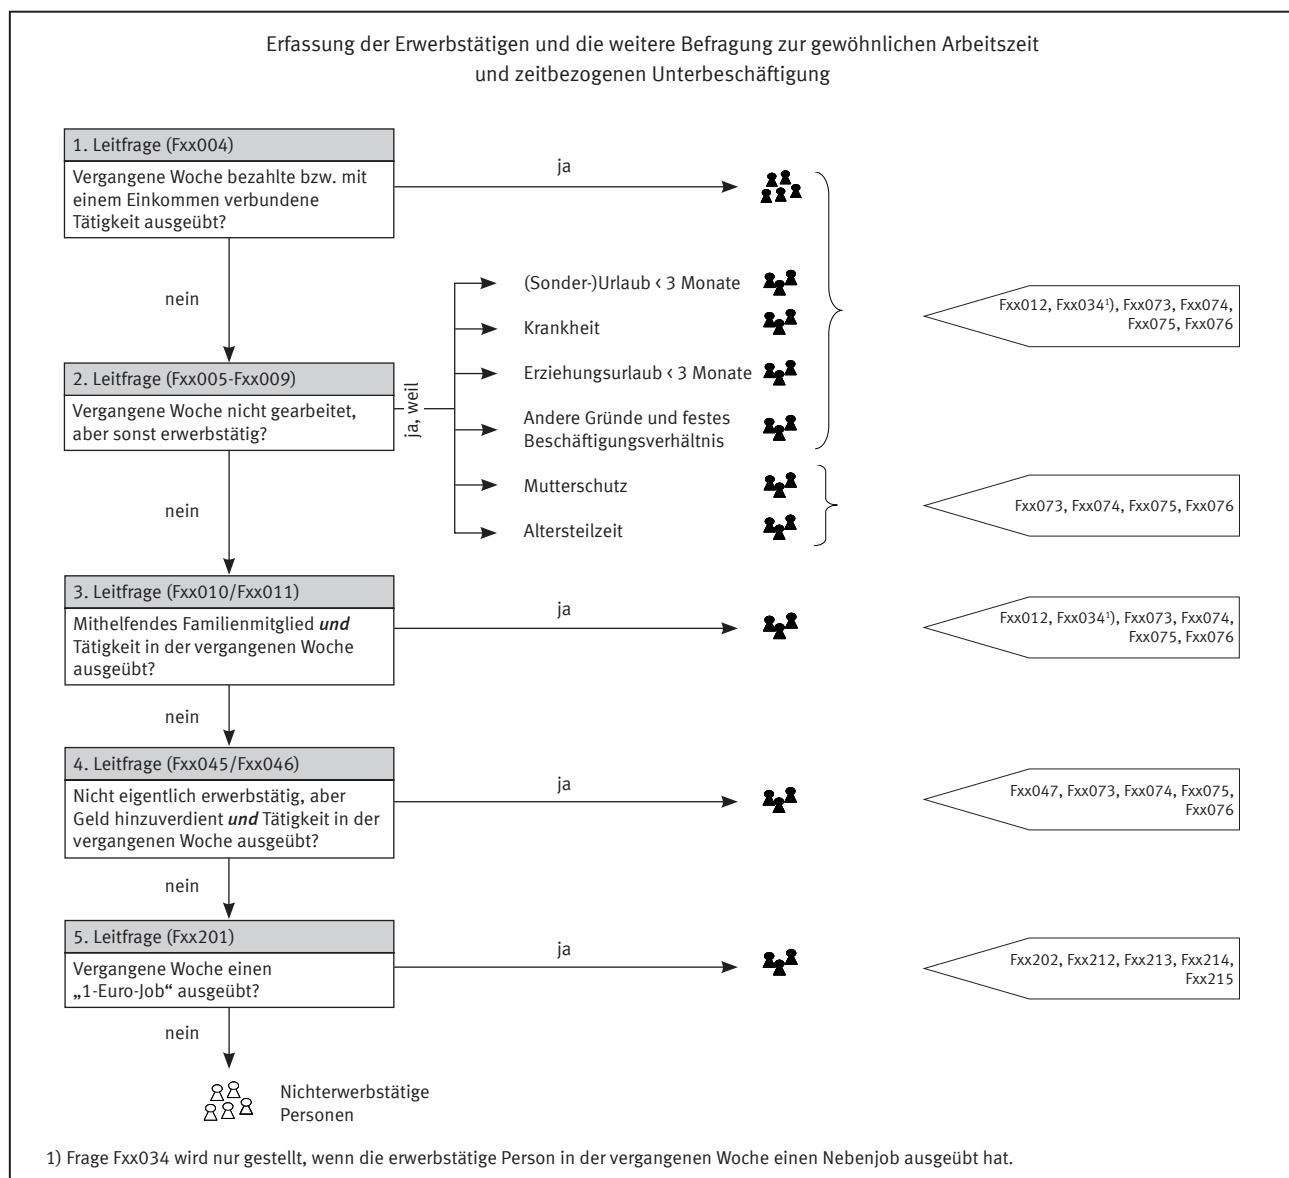 Erfassung der Erwerbstätigen und die weitere Befragung zur gewöhnlichen Arbeitszeit
und zeitbezogenen Unterbeschäftigung
1. Leitfrage (Fxx004)
Vergangene Woche bezahlte bzw. mit
einem Einkommen verbundene
Tätigkeit ausgeübt?
ja
nein
(Sonder-)Urlaub < 3 Monate
Krankheit
Erziehungsurlaub < 3 Monate
Andere Gründe und festes
Beschäftigungsverhältnis
Mutterschutz
Altersteilzeit
Fxx012, Fxx034¹), Fxx073, Fxx074,
Fxx075, Fxx076
2. Leitfrage (Fxx005-Fxx009)
Vergangene Woche nicht gearbeitet,
aber sonst erwerbstätig?
ja, weil
nein
Fxx073, Fxx074, Fxx075, Fxx076
3. Leitfrage (Fxx010/Fxx011)
Mithelfendes Familienmitglied und
Tätigkeit in der vergangenen Woche
ausgeübt?
ja
Fxx012, Fxx034¹), Fxx073, Fxx074,
Fxx075, Fxx076
nein
4. Leitfrage (Fxx045/Fxx046)
Nicht eigentlich erwerbstätig, aber
Geld hinzuverdient und Tätigkeit in der
vergangenen Woche ausgeübt?
ja
Fxx047, Fxx073, Fxx074, Fxx075,
Fxx076
nein
5. Leitfrage (Fxx201)
Vergangene Woche einen
„1-Euro-Job“ ausgeübt?
ja
Fxx202, Fxx212, Fxx213, Fxx214,
Fxx215
nein
Nichterwerbstätige
Personen
1) Frage Fxx034 wird nur gestellt, wenn die erwerbstätige Person in der vergangenen Woche einen Nebenjob ausgeübt hat.